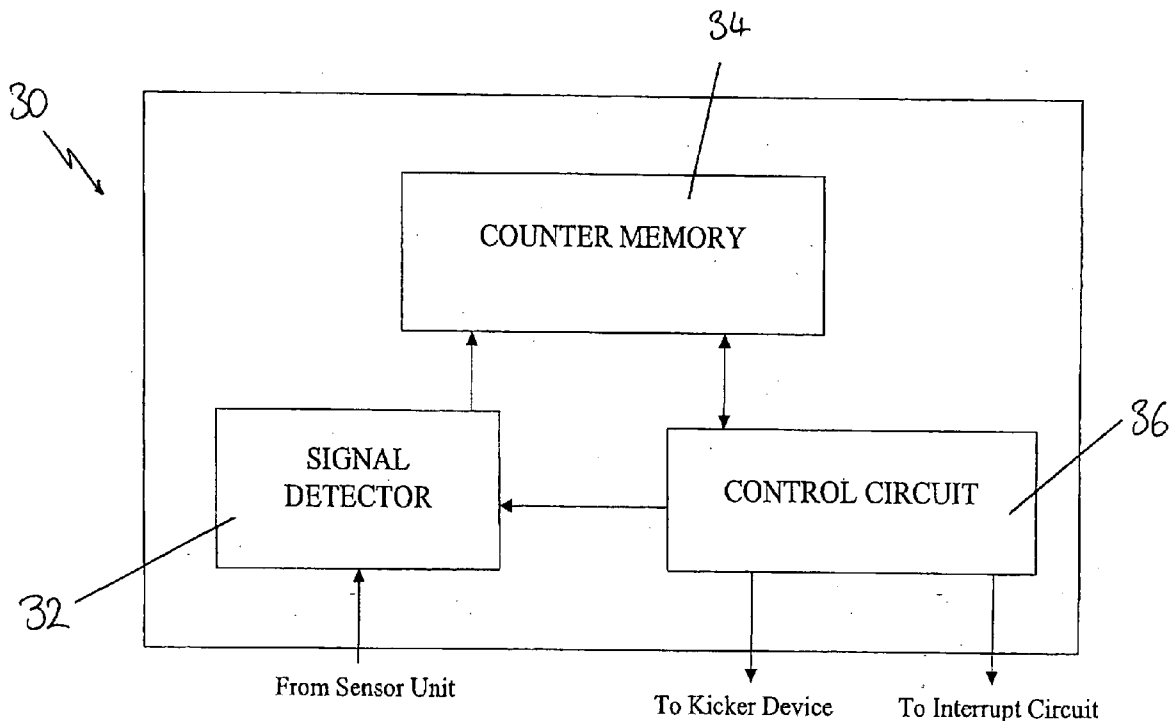 34
30
COUNTER MEMORY
36
SIGNAL
DETECTOR
CONTROL CIRCUIT
32
From Sensor Unit
To Kicker Device
To Interrupt Circuit